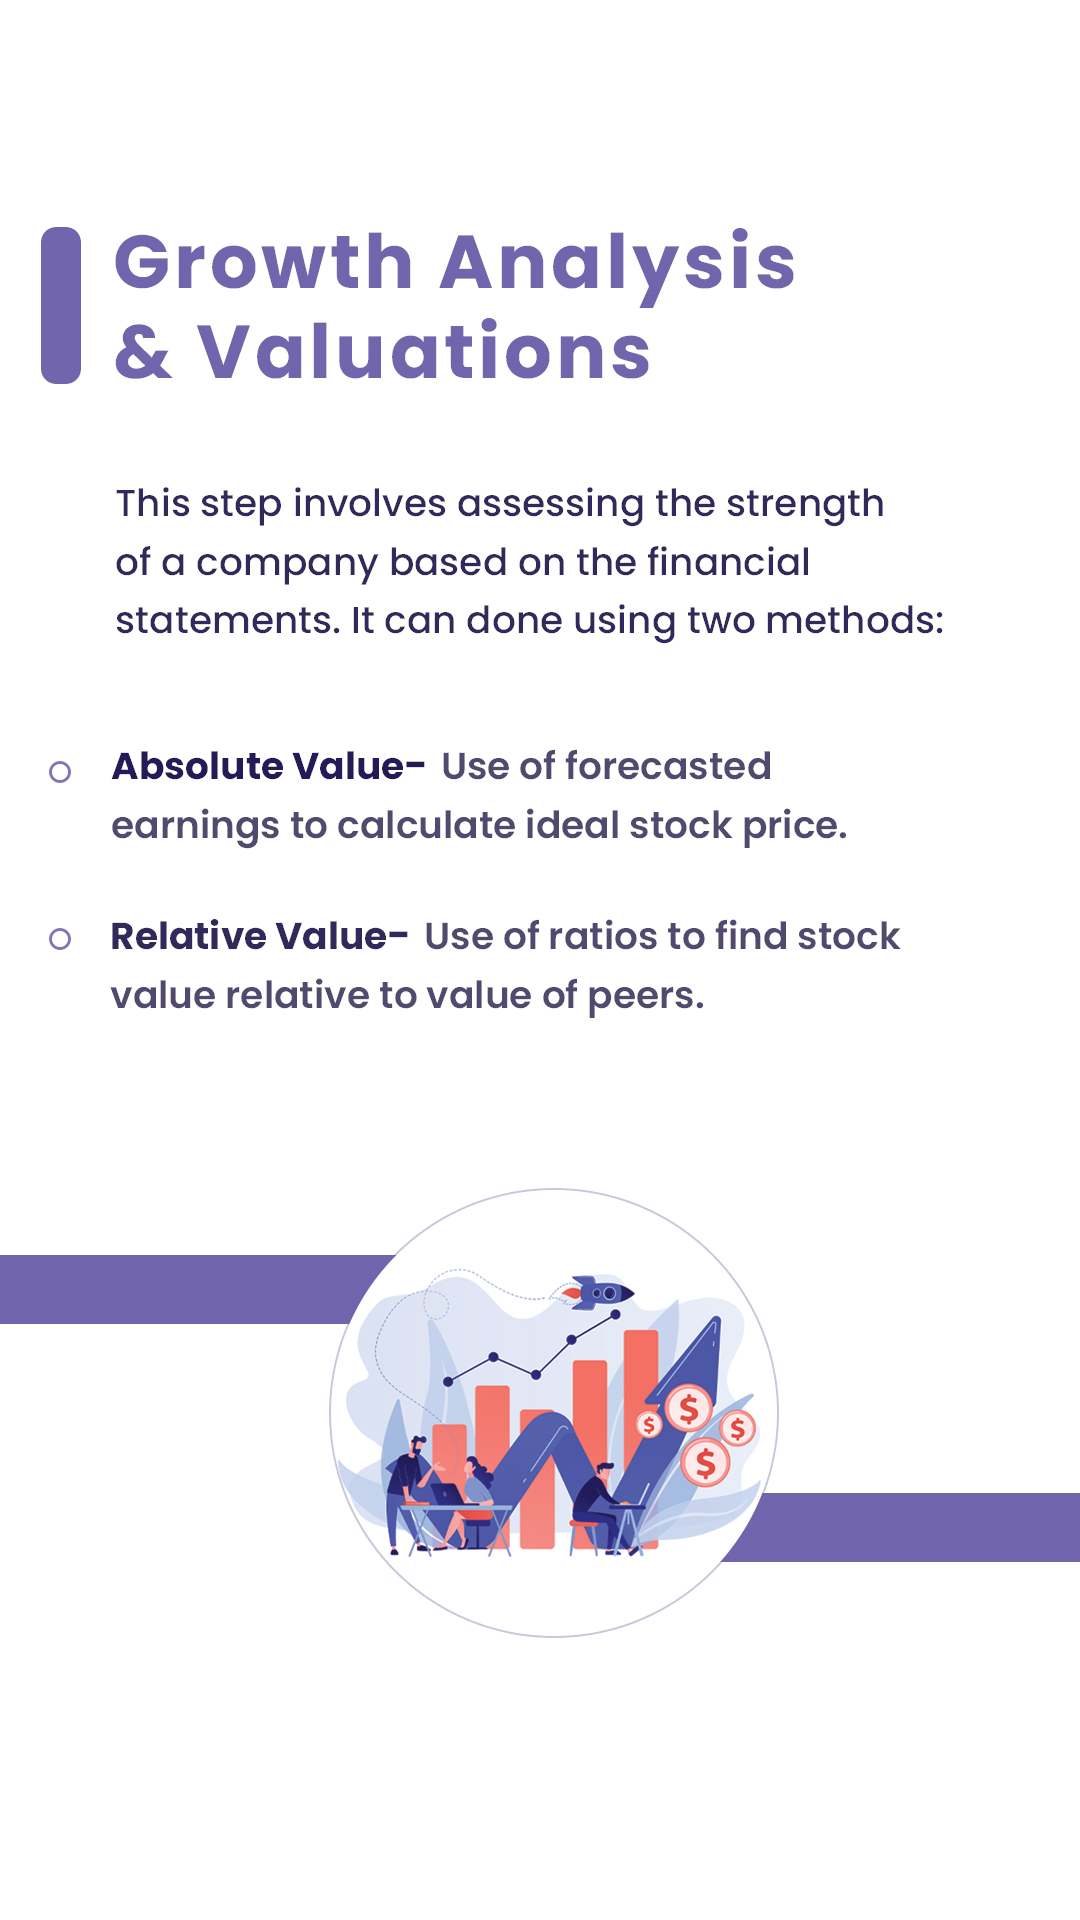 Growth Analysis
& Valuations
This step involves assessing the strength
of a company based on the financial
statements. It can done using two methods:
Absolute Value- Use of forecasted
earnings to calculate ideal stock price.
Relative Value- Use of ratios to find stock
value relative to value of peers.
$
$
$
$